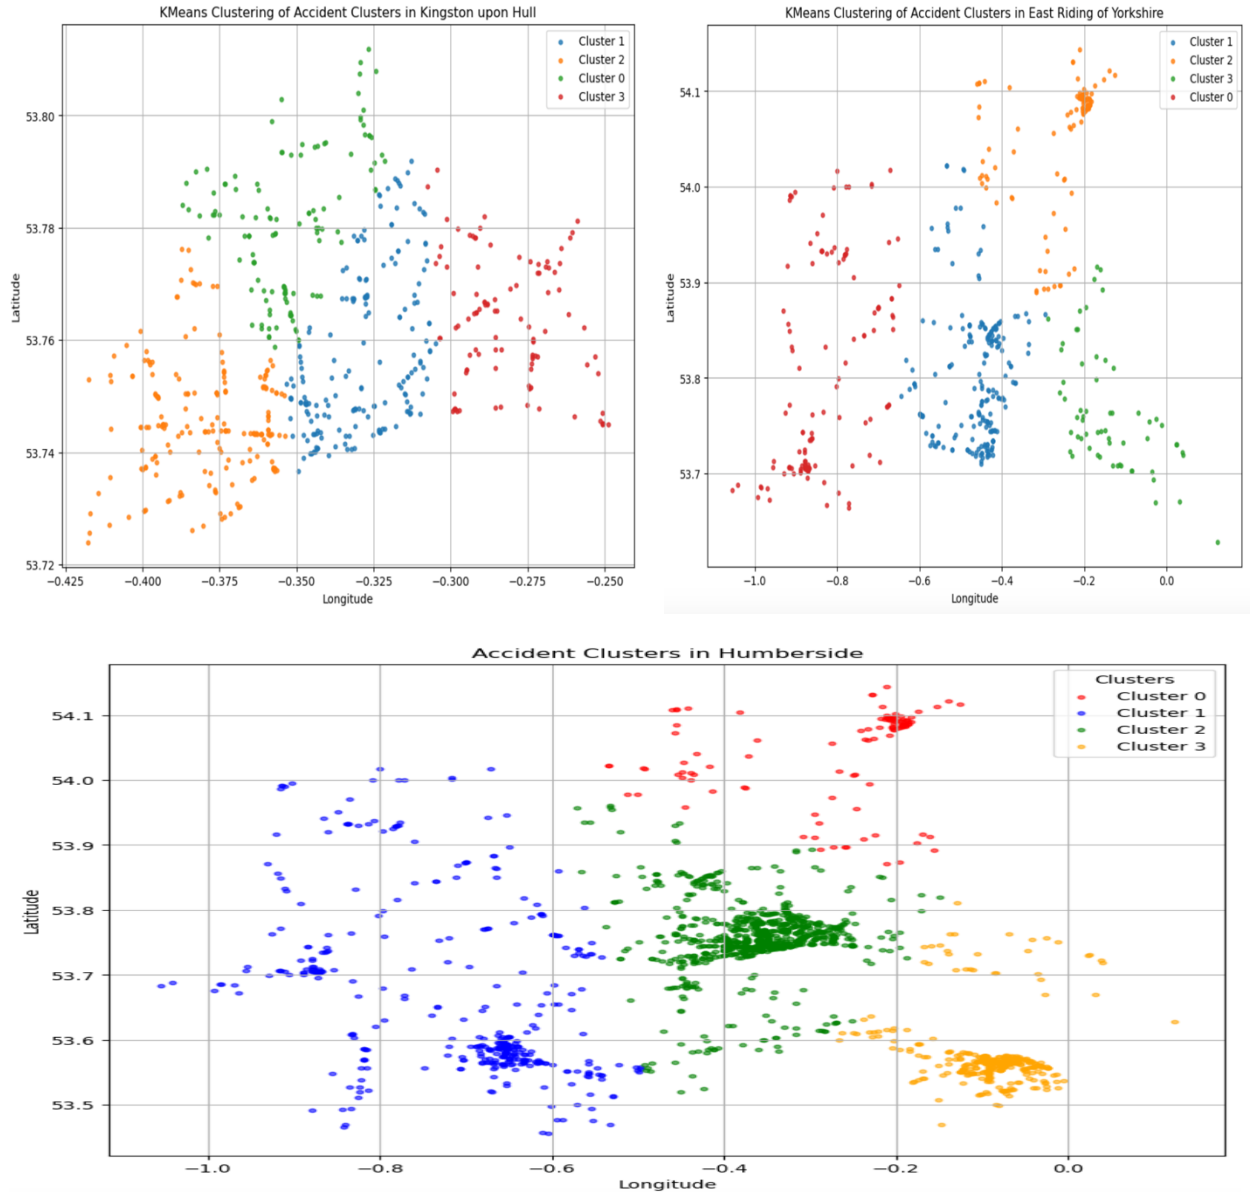 KMeans Clustering of Accident Clusters in Kingston upon Hull
Cluster 1
Cluster 2
Cluster 0
Cluster 3
53.80
53.78
53.76
53.74
53.72
Latitude
−0.425 −0.400 −0.375 −0.350 −0.325 −0.300 −0.275 −0.250
Longitude
KMeans Clustering of Accident Clusters in East Riding of Yorkshire
Cluster 1
Cluster 2
Cluster 3
Cluster 0
54.1
54.0
53.9
53.8
53.7
Latitude
−1.0 −0.8 −0.6 −0.4 −0.2 0.0
Longitude
Accident Clusters in Humberside
Clusters
Cluster 0
Cluster 1
Cluster 2
Cluster 3
54.1
54.0
53.9
53.8
53.7
53.6
53.5
Latitude
−1.0 −0.8 −0.6 −0.4 −0.2 0.0
Longitude